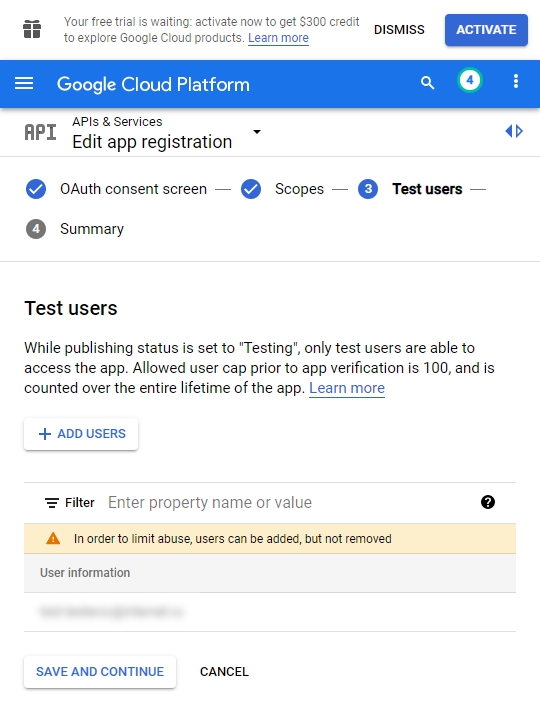 Your free trial is waiting: activate now to get $300 credit
to explore Google Cloud products. Learn more
DISMISS
ACTIVATE
Google Cloud Platform
4
API
APIs & Services
Edit app registration
OAuth consent screen
Scopes
3 Test users
4 Summary
Test users
While publishing status is set to "Testing", only test users are able to
access the app. Allowed user cap prior to app verification is 100, and is
counted over the entire lifetime of the app. Learn more
+ ADD USERS
Filter Enter property name or value ?
In order to limit abuse, users can be added, but not removed
User information
SAVE AND CONTINUE CANCEL